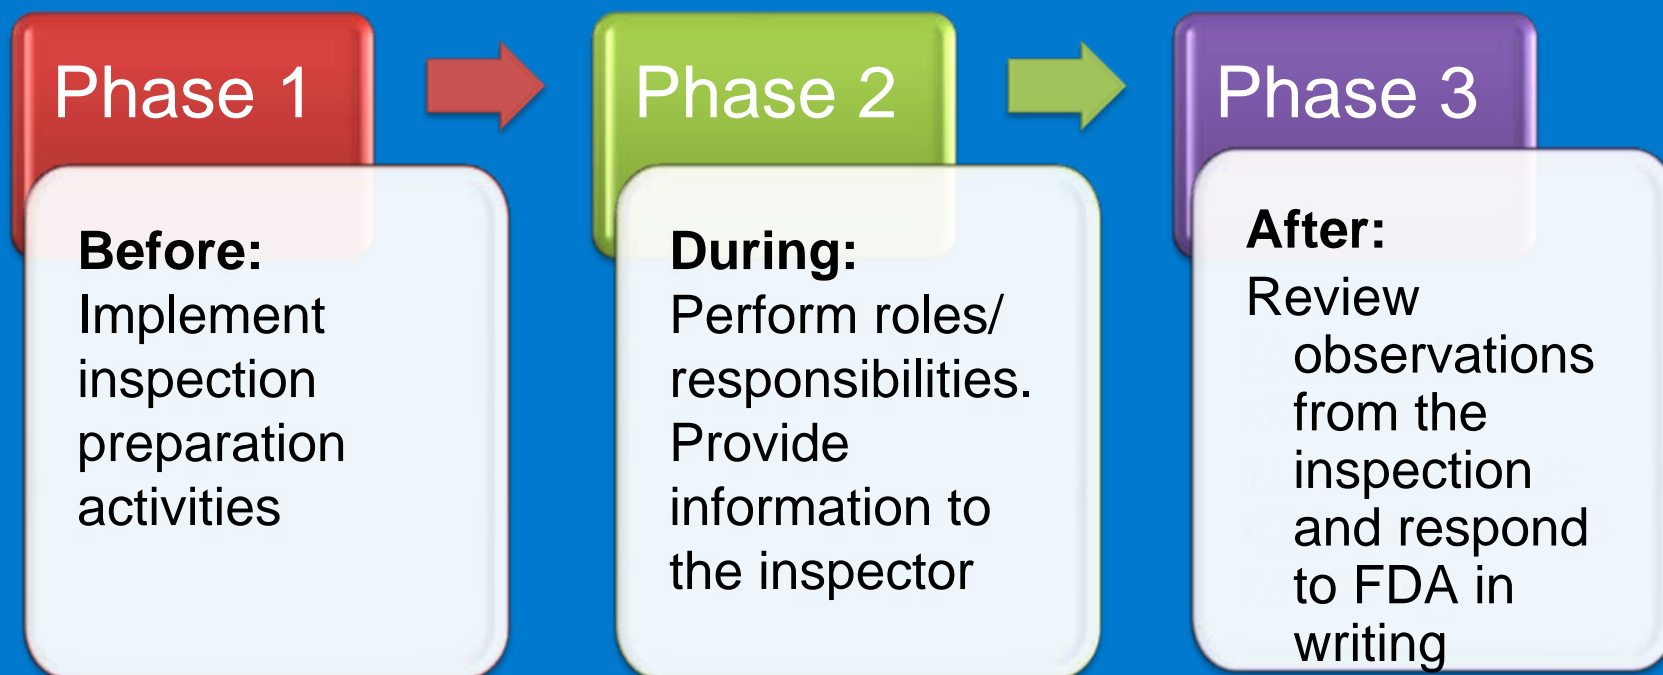 Phase 1
Before:
Implement
inspection
preparation
activities
Phase 2
During:
Perform roles/
responsibilities.
Provide
information to
the inspector
Phase 3
After:
Review
observations
from the
inspection
and respond
to FDA in
writing